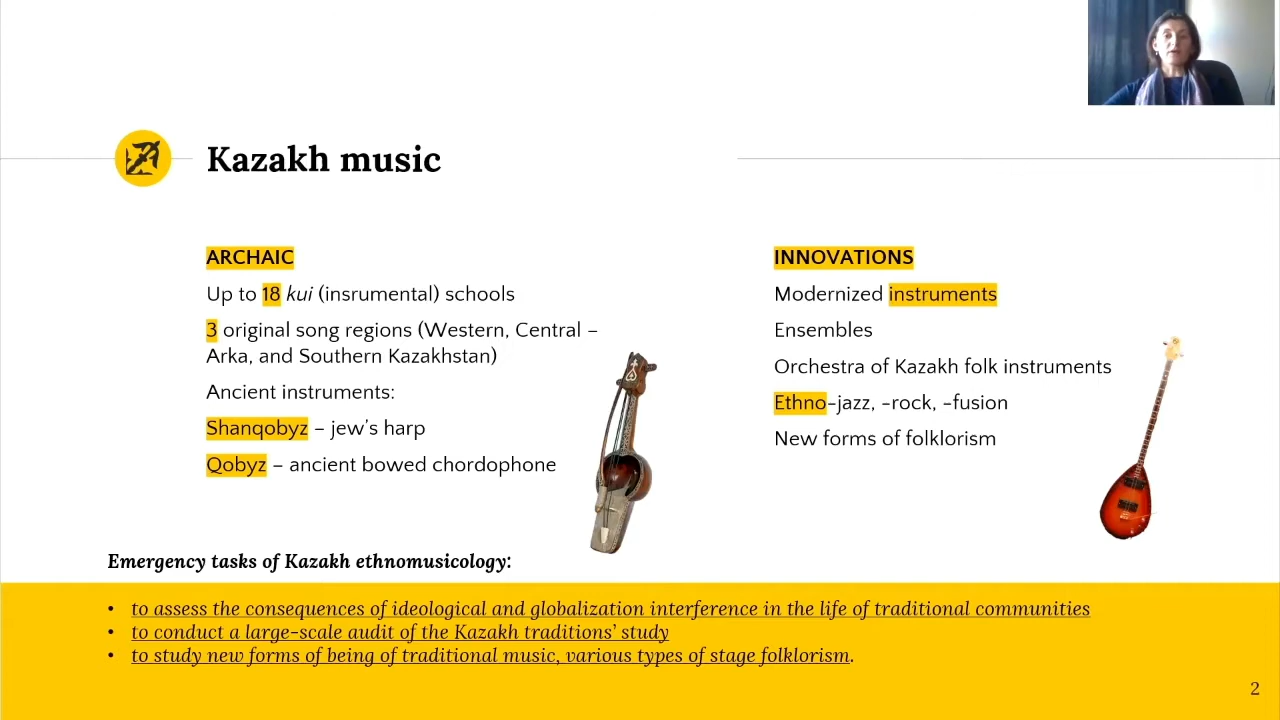 Kazakh music
ARCHAIC
Up to 18 kui (insrumental) schools
3 original song regions (Western, Central –
Arka, and Southern Kazakhstan)
Ancient instruments:
Shanqobyz – jew's harp
Qobyz – ancient bowed chordophone
INNOVATIONS
Modernized instruments
Ensembles
Orchestra of Kazakh folk instruments
Ethno-jazz, -rock, -fusion
New forms of folklorism
Emergency tasks of Kazakh ethnomusicology:
• to assess the consequences of ideological and globalization interference in the life of traditional communities
• to conduct a large-scale audit of the Kazakh traditions' study
• to study new forms of being of traditional music, various types of stage folklorism.
2